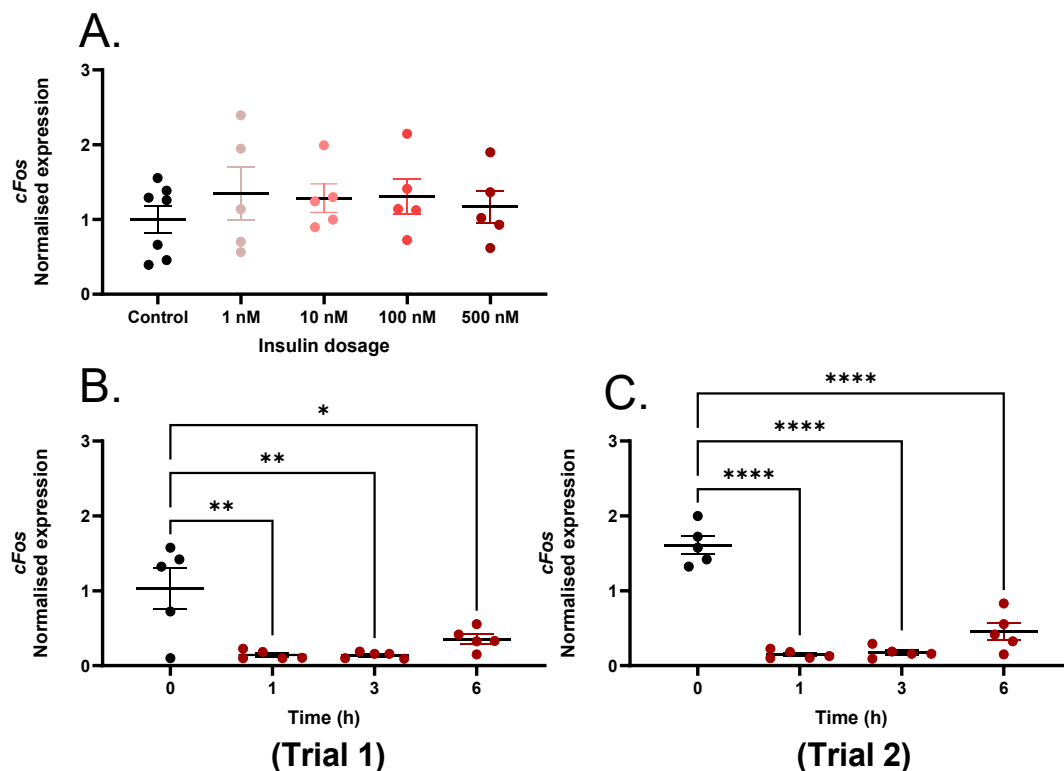 A.
3
2
1
0
cFos
Normalised expression
Control 1 nM 10 nM 100 nM 500 nM
Insulin dosage
B.
*
**
**
3
2
1
0
cFos
Normalised expression
0 1 3 6
Time (h)
(Trial 1)
C.
****
****
****
3
2
1
0
cFos
Normalised expression
0 1 3 6
Time (h)
(Trial 2)